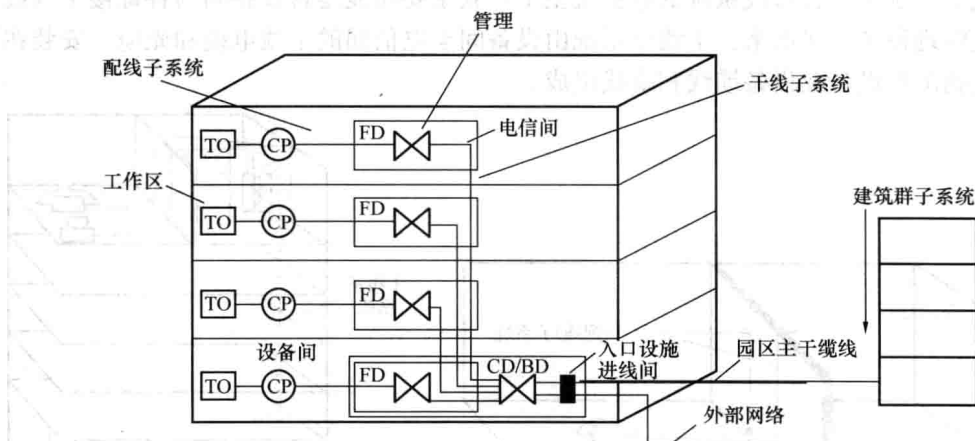 管理
配线子系统
干线子系统
FD
电信间
TO
CP
工作区
建筑群子系统
FD
TO
CP
FD
TO
CP
设备间
入口设施
进线间
园区主干缆线
CD/BD
FD
TO
CP
外部网络